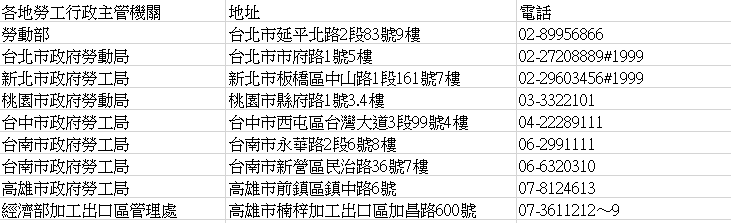 各地勞工行政主管機關 地址 電話
勞動部 台北市延平北路2段83號9樓 02-89956866
台北市政府勞動局 台北市市府路1號5樓 02-27208889#1999
新北市政府勞工局 新北市板橋區中山路1段161號7樓 02-29603456#1999
桃園市政府勞動局 桃園市縣府路1號3.4樓 03-3322101
台中市政府勞工局 台中市西屯區台灣大道3段99號4樓 04-22289111
台南市政府勞工局 台南市永華路2段6號8樓 06-2991111
台南市政府勞工局 台南市新營區民治路36號7樓 06-6320310
高雄市政府勞工局 高雄市前鎮區鎮中路6號 07-8124613
經濟部加工出口區管理處 高雄市楠梓加工出口區加昌路600號 07-3611212～9